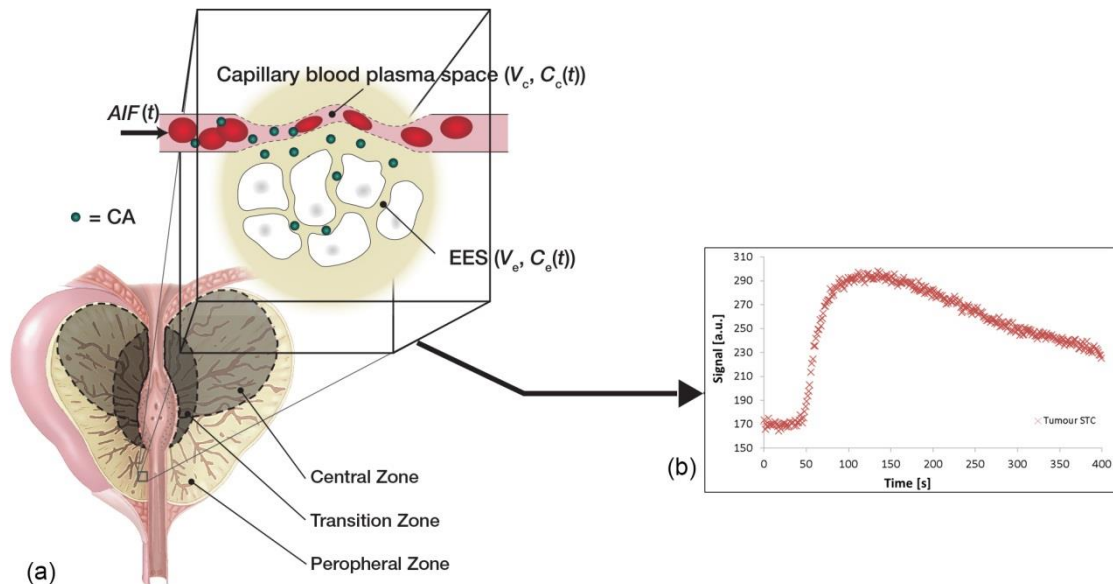 Capillary blood plasma space (Vc, Cc(t))
AIF(t)
= CA
EES (Ve, Ce(t))
Central Zone
Transition Zone
Peropheral Zone
(a)
310
290
270
250
230
210
190
170
150
Signal [a.u.]
× Tumour STC
0 50 100 150 200 250 300 350 400
Time [s]
(b)